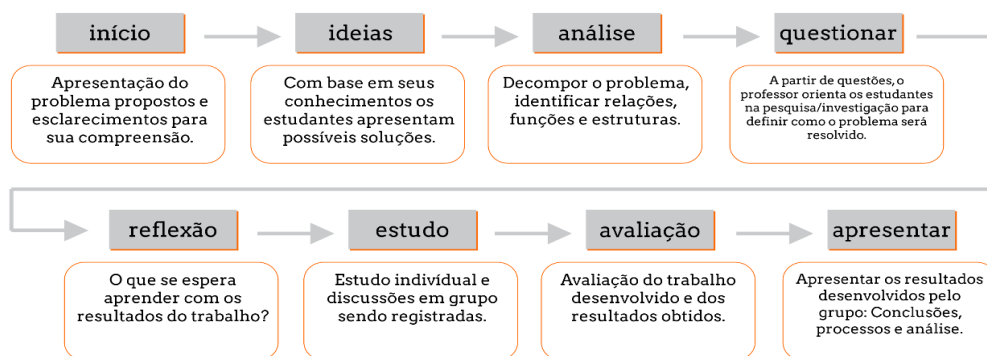 início
ideias
análise
questionar
Apresentação do
problema propostos e
esclarecimentos para
sua compreensão.
Com base em seus
conhecimentos os
estudantes apresentam
possíveis soluções.
Decompor o problema,
identificar relações,
funções e estruturas.
A partir de questões, o
professor orienta os estudantes
na pesquisa/investigação para
definir como o problema será
resolvido.
reflexão
estudo
avaliação
apresentar
O que se espera
aprender com os
resultados do trabalho?
Estudo indivídual e
discussões em grupo
sendo registradas.
Avaliação do trabalho
desenvolvido e dos
resultados obtidos.
Apresentar os resultados
desenvolvidos pelo
grupo: Conclusões,
processos e análise.